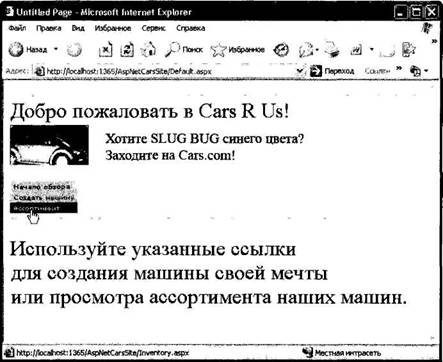 Untitled Page - Microsoft Internet Explorer
Файл Правка Вид Избранное Сервис Справка
Назад Поиск Избранное
Адрес: http://localhost:1365/AspNetCarsSite/Default.aspx Переход Ссылки »
Добро пожаловать в Cars R Us!
Хотите SLUG BUG синего цвета?
Заходите на Cars.com!
Начало обзора
Создать машину
Ассортимент
Используйте указанные ссылки
для создания машины своей мечты
или просмотра ассортимента наших машин.
http://localhost:1365/AspNetCarsSite/Inventory.aspx Местная интрасеть